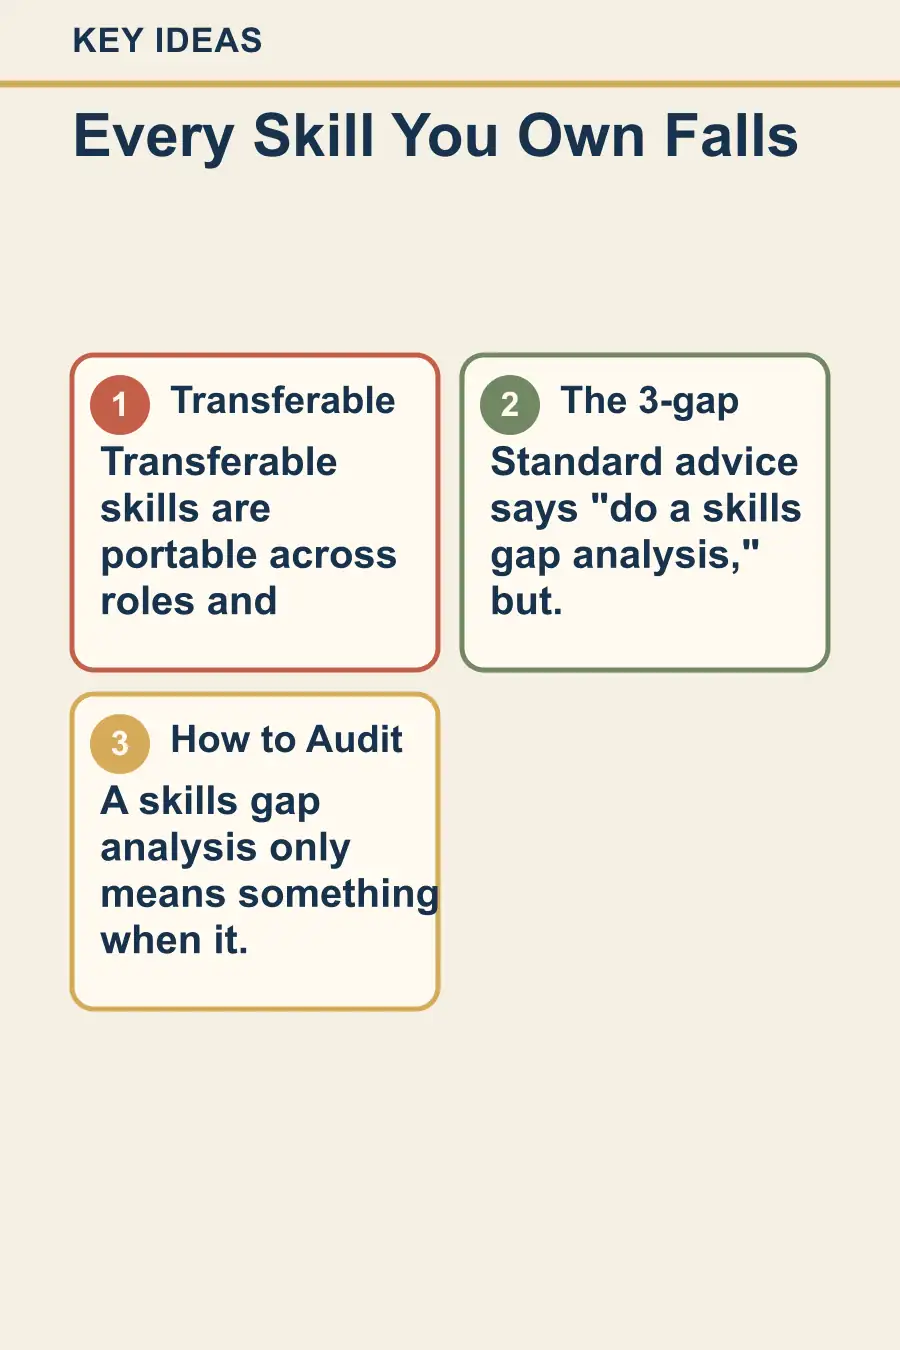 KEY IDEAS
Every Skill You Own Falls
1 Transferable
Transferable
skills are
portable across
roles and
2 The 3-gap
Standard advice
says "do a skills
gap analysis,"
but.
3 How to Audit
A skills gap
analysis only
means something
when it.